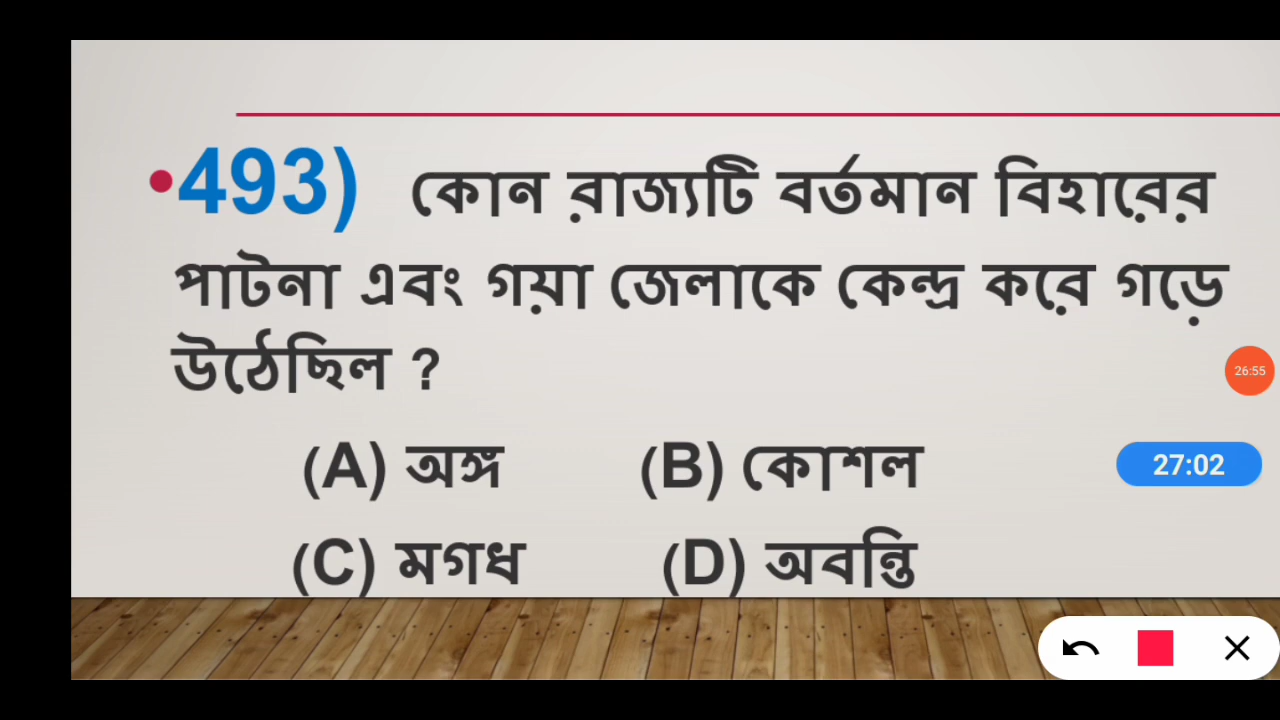 •493) কোন রাজ্যটি বর্তমান বিহারের
পাটনা এবং গয়া জেলাকে কেন্দ্র করে গড়ে
উঠেছিল ?
26:55
(A) অঙ্গ (B) কোশল
27:02
(C) মগধ (D) অবন্তি